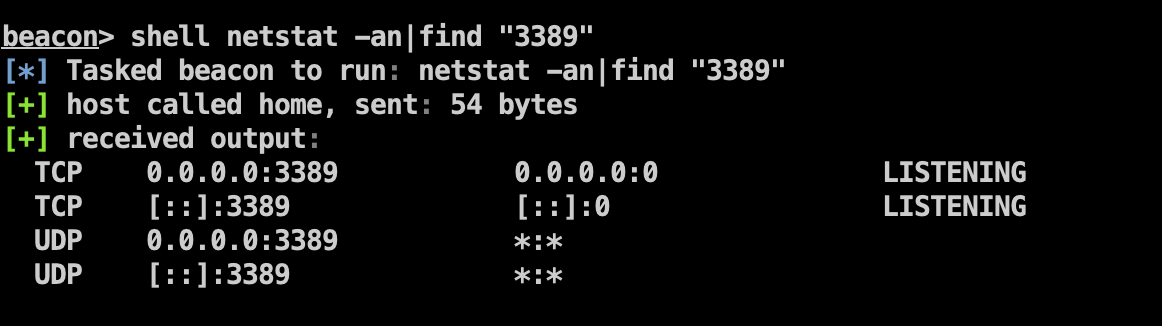 beacon> shell netstat -an|find "3389"
[*] Tasked beacon to run: netstat -an|find "3389"
[+] host called home, sent: 54 bytes
[+] received output:
TCP    0.0.0.0:3389           0.0.0.0:0              LISTENING
TCP    [::]:3389              [::]:0                 LISTENING
UDP    0.0.0.0:3389           *:*
UDP    [::]:3389              *:*